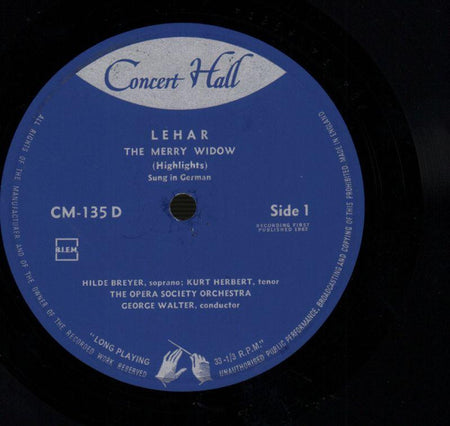 Concert Hall
LEHAR
THE MERRY WIDOW
(Highlights)
Sung in German
CM-135 D
Side 1
RECORDING FIRST
PUBLISHED 1962
B.I.E.M
HILDE BREYER, soprano; KURT HERBERT, tenor
THE OPERA SOCIETY ORCHESTRA
GEORGE WALTER, conductor
"LONG PLAYING
33-1/3 R.P.M."
ALL RIGHTS OF THE MANUFACTURER AND OF THE OWNER OF THE RECORDED WORK RESERVED
UNAUTHORISED PUBLIC PERFORMANCE, BROADCASTING AND COPYING OF THIS PROHIBITED MADE IN ENGLAND